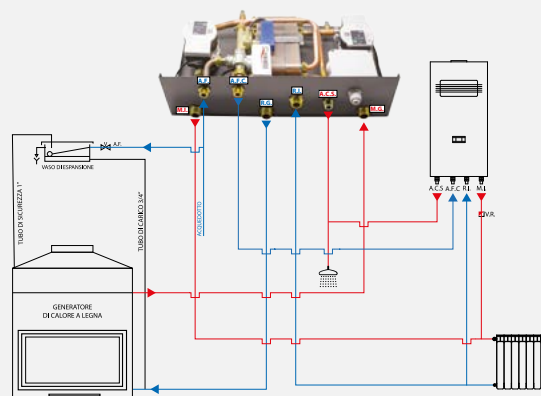 A.F.
A.F.C.
R.I.
A.C.S.
M.I.
R.G.
M.G.
A.F.
VASO DI ESPANSIONE
TUBO DI SICUREZZA 1"
TUBO DI CARICO 3/4"
ACQUEDOTTO
A.C.S
A.F.C
R.I.
M.I.
V.R.
GENERATORE
DI CALORE A LEGNA